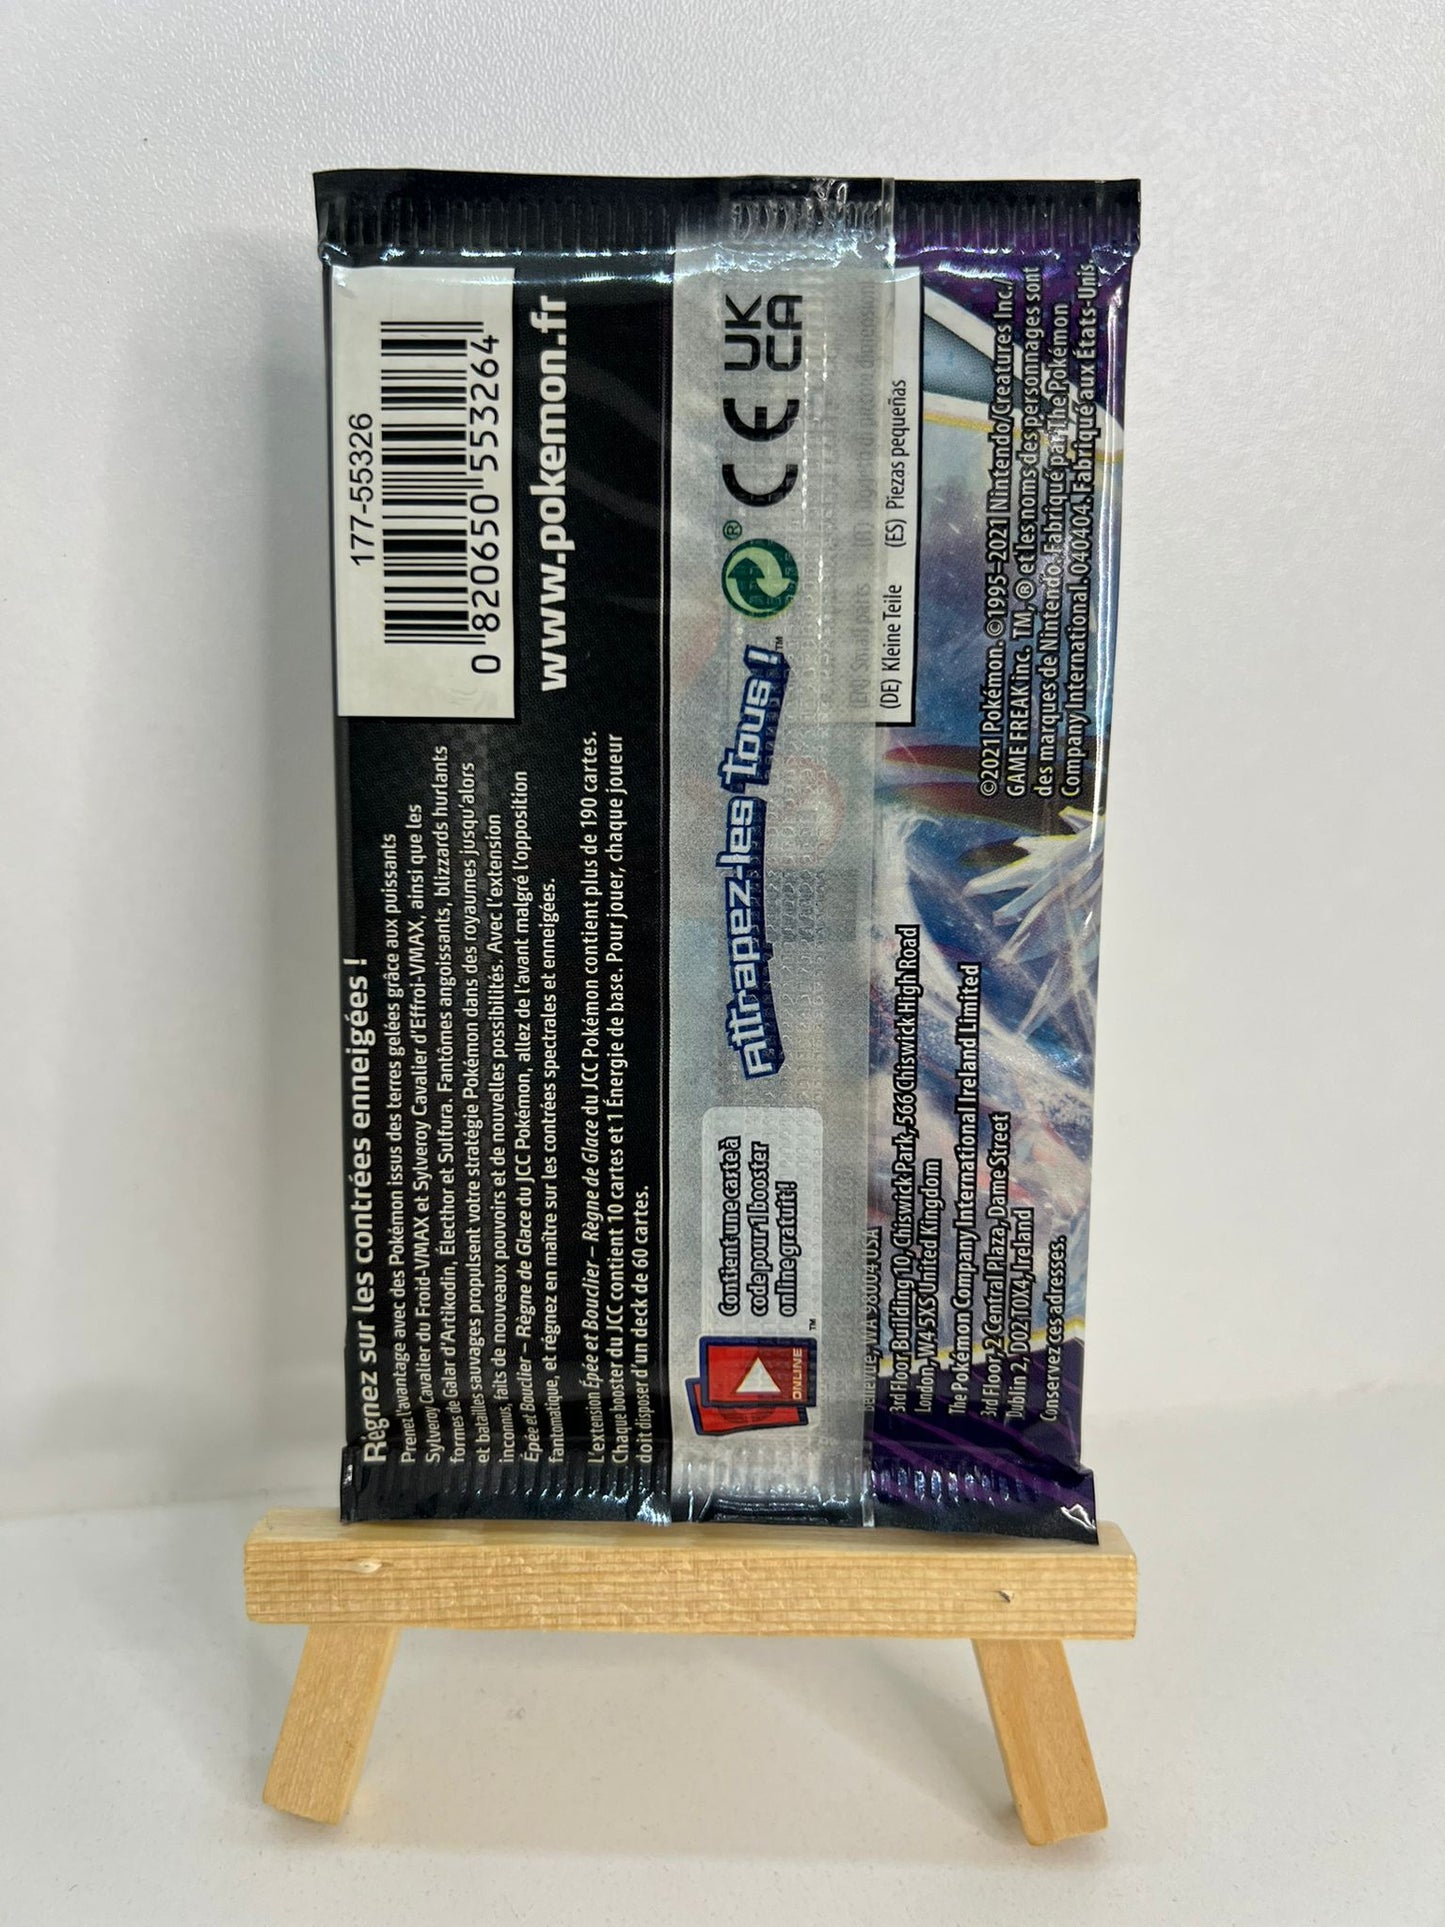 Régnez sur les contrées enneigées !
Prenez l'avantage avec des Pokémon issus des terres gelées grâce aux puissants
Sylveroy Cavalier du Froid-VMAX et Sylveroy Cavalier d'Effroi-VMAX, ainsi que les
formes de Galar d'Artikodin, Électhor et Sulfura. Fantômes angoissants, blizzards hurlants
et batailles sauvages propulsent votre stratégie Pokémon dans des royaumes jusqu'alors
inconnus, faits de nouveaux pouvoirs et de nouvelles possibilités. Avec l'extension
Épée et Bouclier – Règne de Glace du JCC Pokémon, allez de l'avant malgré l'opposition
fantomatique, et régnez en maître sur les contrées spectrales et enneigées.
L'extension Épée et Bouclier – Règne de Glace du JCC Pokémon contient plus de 190 cartes.
Chaque booster du JCC contient 10 cartes et 1 Énergie de base. Pour jouer, chaque joueur
doit disposer d'un deck de 60 cartes.
177-55326
0 820650 553264
www.pokemon.fr
ONLINE
™
Contient une carte à
code pour 1 booster
online gratuit !
Attrapez-les tous !™
®
CE
UK
CA
(EN) Small parts
(DE) Kleine Teile (ES) Piezas pequeñas
Bellevue, WA 98004 USA
3rd Floor Building 10, Chiswick Park, 566 Chiswick High Road
London, W4 5XS United Kingdom
The Pokémon Company International Ireland Limited
3rd Floor, 2 Central Plaza, Dame Street
Dublin 2, D02 T0X4, Ireland
Conservez ces adresses.
©2021 Pokémon. ©1995–2021 Nintendo/Creatures Inc./
GAME FREAK inc. TM, ® et les noms des personnages sont
des marques de Nintendo. Fabriqué par The Pokémon
Company International. 040404. Fabriqué aux États-Unis